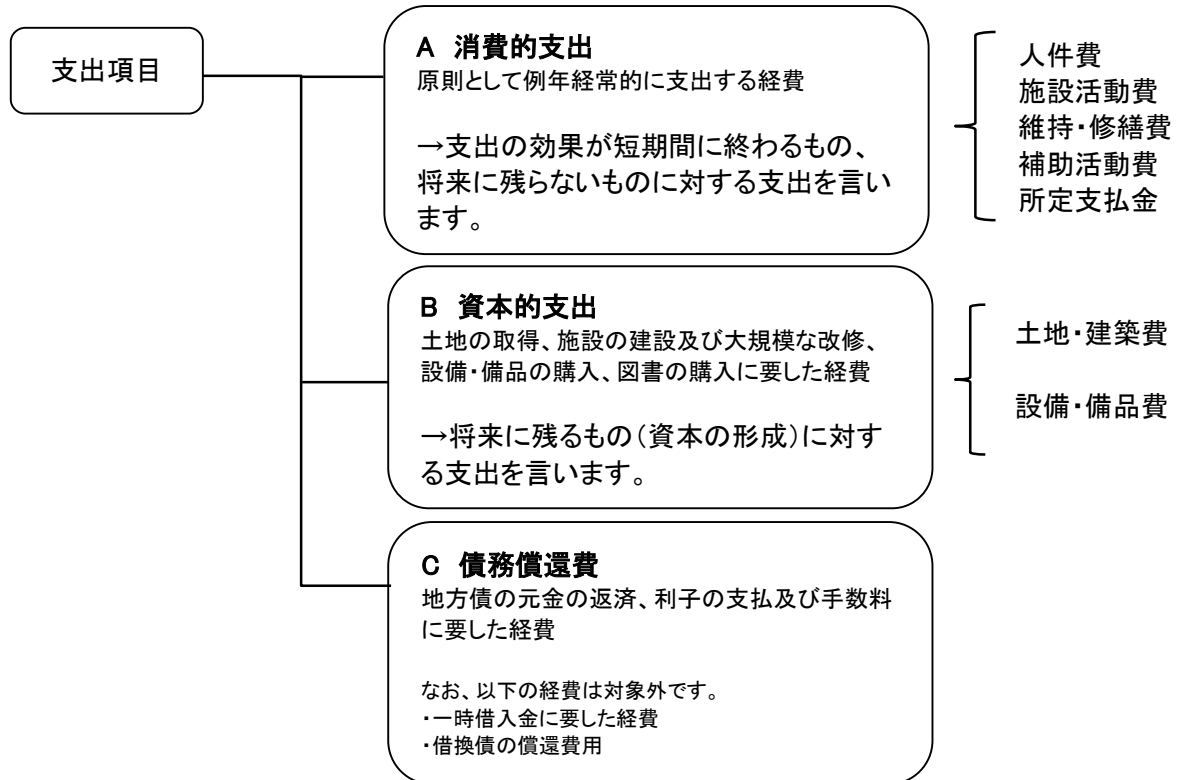 支出項目
A 消費的支出
原則として例年経常的に支出する経費
→支出の効果が短期間に終わるもの、
将来に残らないものに対する支出を言い
ます。
人件費
施設活動費
維持・修繕費
補助活動費
所定支払金
B 資本的支出
土地の取得、施設の建設及び大規模な改修、
設備・備品の購入、図書の購入に要した経費
→将来に残るもの(資本の形成)に対す
る支出を言います。
土地・建築費
設備・備品費
C 債務償還費
地方債の元金の返済、利子の支払及び手数料
に要した経費
なお、以下の経費は対象外です。
・一時借入金に要した経費
・借換債の償還費用